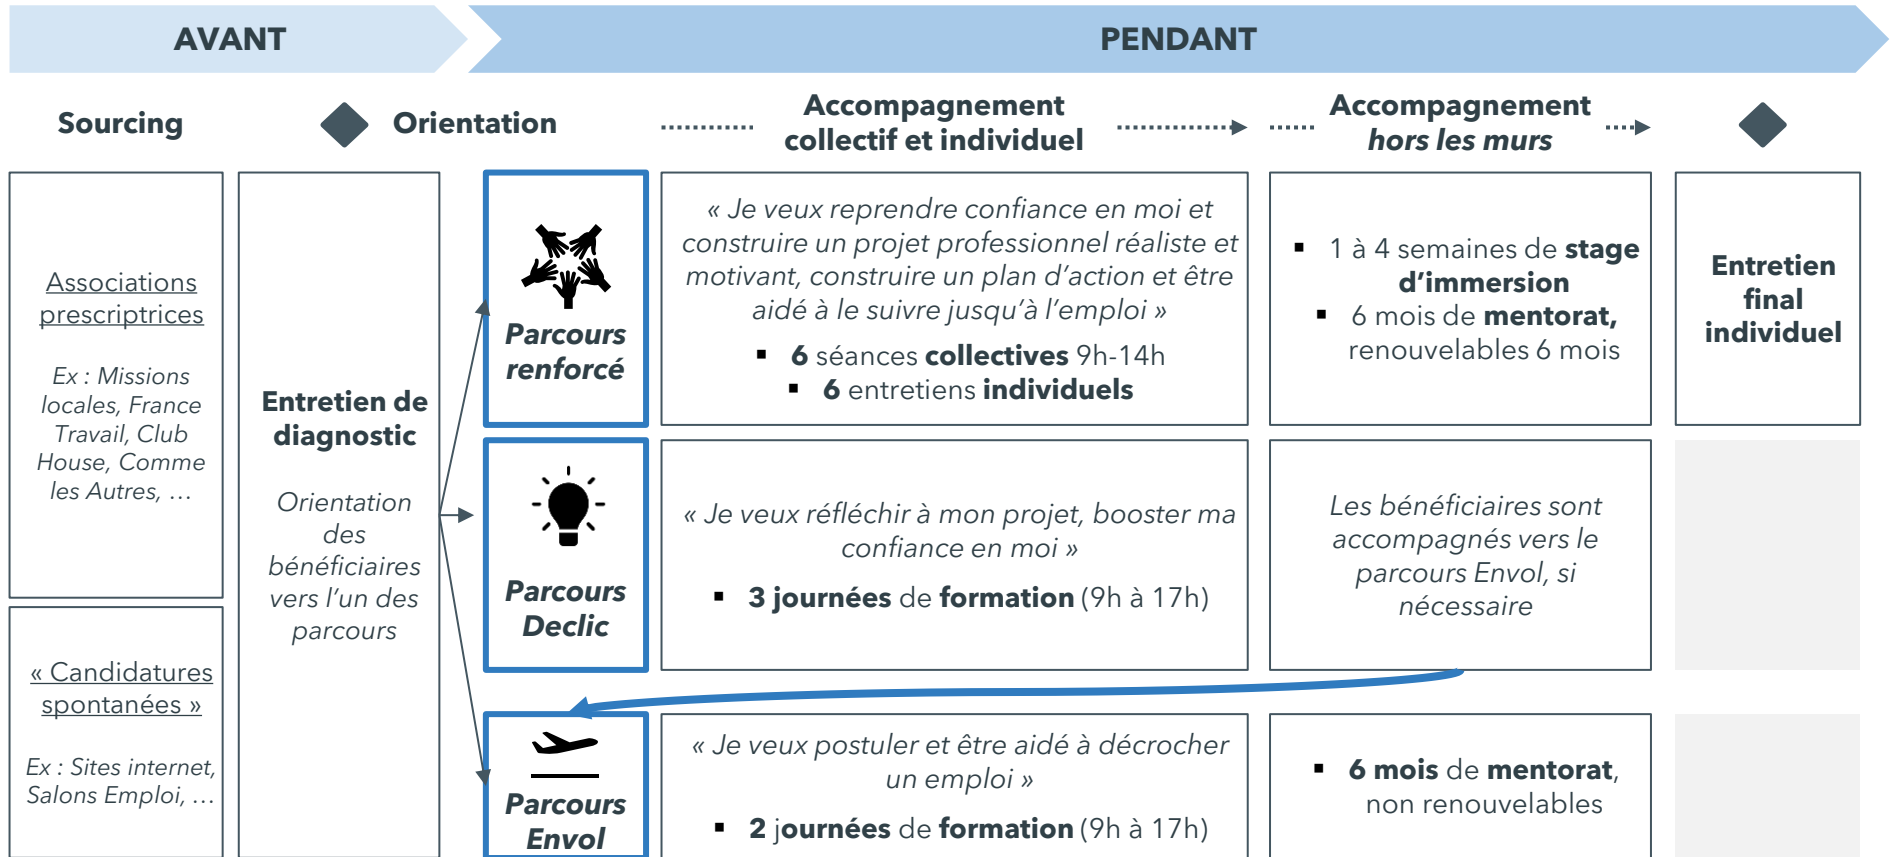 AVANT
PENDANT
Sourcing
Orientation
Accompagnement
collectif et individuel
Accompagnement
hors les murs
Associations
prescriptrices
Ex : Missions
locales, France
Travail, Club
House, Comme
les Autres, …
« Candidatures
spontanées »
Ex : Sites internet,
Salons Emploi, …
Entretien de
diagnostic
Orientation
des
bénéficiaires
vers l’un des
parcours
Parcours
renforcé
« Je veux reprendre confiance en moi et
construire un projet professionnel réaliste et
motivant, construire un plan d’action et être
aidé à le suivre jusqu’à l’emploi »
▪ 6 séances collectives 9h-14h
▪ 6 entretiens individuels
▪ 1 à 4 semaines de stage
d’immersion
▪ 6 mois de mentorat,
renouvelables 6 mois
Entretien
final
individuel
Parcours
Declic
« Je veux réfléchir à mon projet, booster ma
confiance en moi »
▪ 3 journées de formation (9h à 17h)
Les bénéficiaires sont
accompagnés vers le
parcours Envol, si
nécessaire
Parcours
Envol
« Je veux postuler et être aidé à décrocher
un emploi »
▪ 2 journées de formation (9h à 17h)
▪ 6 mois de mentorat,
non renouvelables